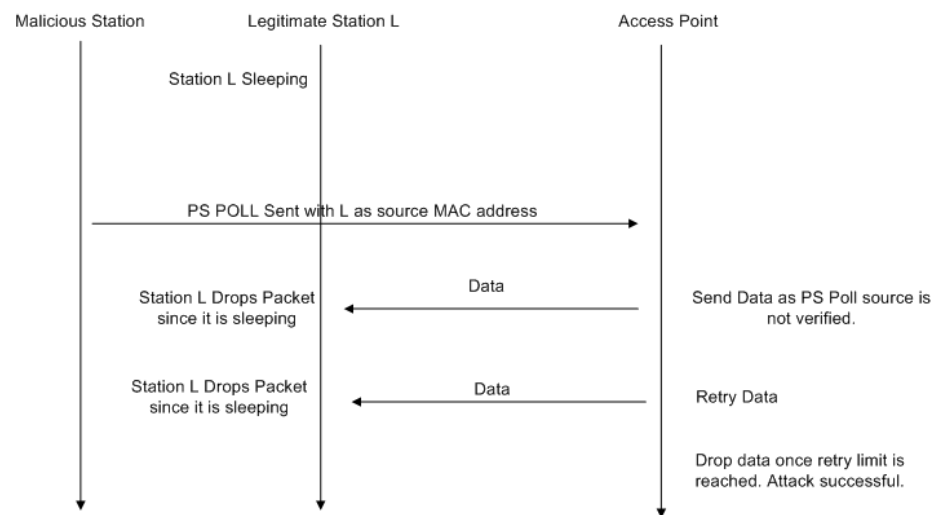 Malicious Station
Legitimate Station L
Access Point
Station L Sleeping
PS POLL Sent with L as source MAC address
Data
Station L Drops Packet
since it is sleeping
Send Data as PS Poll source is
not verified.
Data
Station L Drops Packet
since it is sleeping
Retry Data
Drop data once retry limit is
reached. Attack successful.